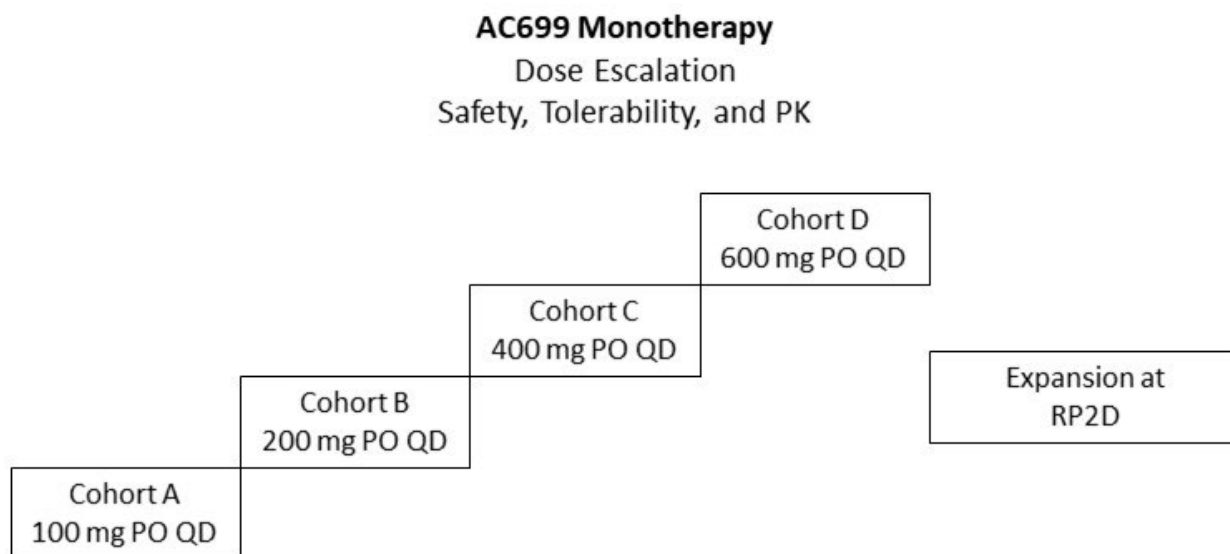 AC699 Monotherapy
Dose Escalation
Safety, Tolerability, and PK
Cohort D
600 mg PO QD
Cohort C
400 mg PO QD
Expansion at
RP2D
Cohort B
200 mg PO QD
Cohort A
100 mg PO QD